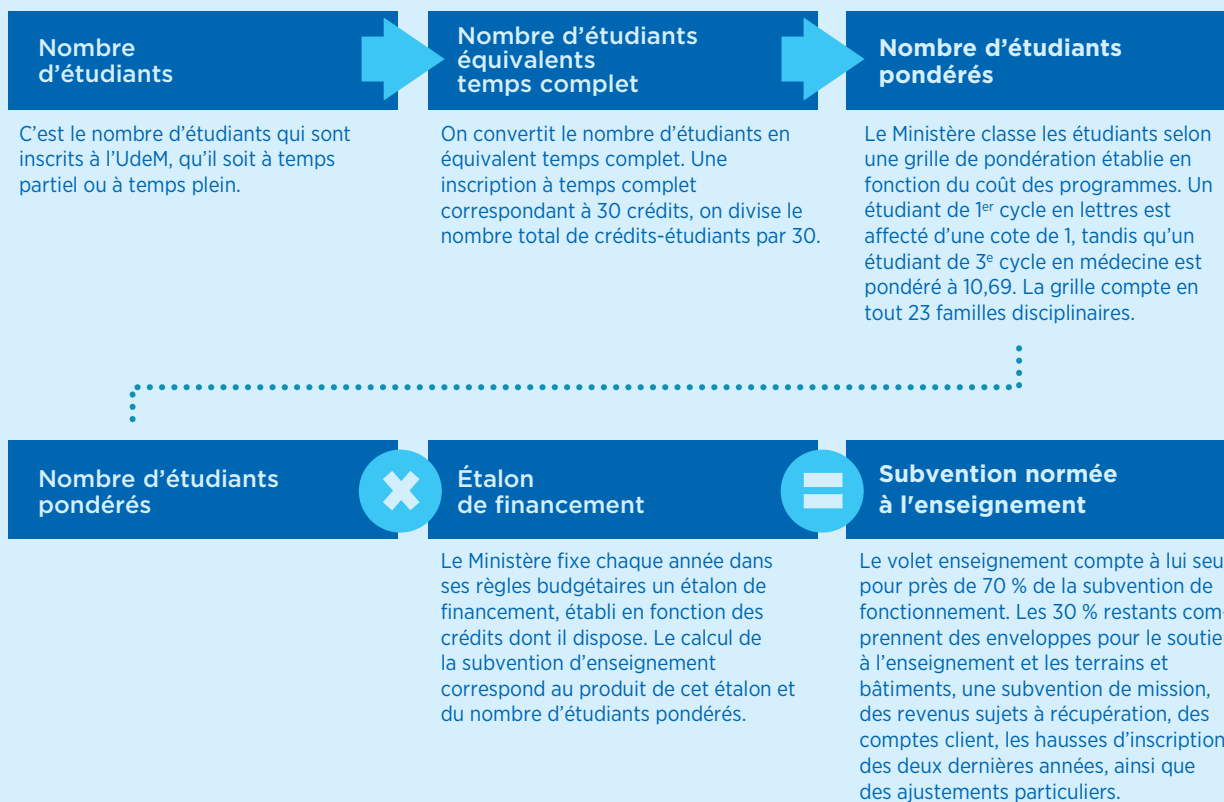 Nombre
d’étudiants
C’est le nombre d’étudiants qui sont
inscrits à l’UdeM, qu’il soit à temps
partiel ou à temps plein.
Nombre d’étudiants
équivalents
temps complet
On convertit le nombre d’étudiants en
équivalent temps complet. Une
inscription à temps complet
correspondant à 30 crédits, on divise le
nombre total de crédits-étudiants par 30.
Nombre d’étudiants
pondérés
Le Ministère classe les étudiants selon
une grille de pondération établie en
fonction du coût des programmes. Un
étudiant de 1er cycle en lettres est
affecté d’une cote de 1, tandis qu’un
étudiant de 3e cycle en médecine est
pondéré à 10,69. La grille compte en
tout 23 familles disciplinaires.
Nombre d’étudiants
pondérés
×
Étalon
de financement
Le Ministère fixe chaque année dans
ses règles budgétaires un étalon de
financement, établi en fonction des
crédits dont il dispose. Le calcul de
la subvention d’enseignement
correspond au produit de cet étalon et
du nombre d’étudiants pondérés.
=
Subvention normée
à l'enseignement
Le volet enseignement compte à lui seu
pour près de 70 % de la subvention de
fonctionnement. Les 30 % restants com-
prennent des enveloppes pour le soutie
à l’enseignement et les terrains et
bâtiments, une subvention de mission,
des revenus sujets à récupération, des
comptes client, les hausses d’inscription
des deux dernières années, ainsi que
des ajustements particuliers.